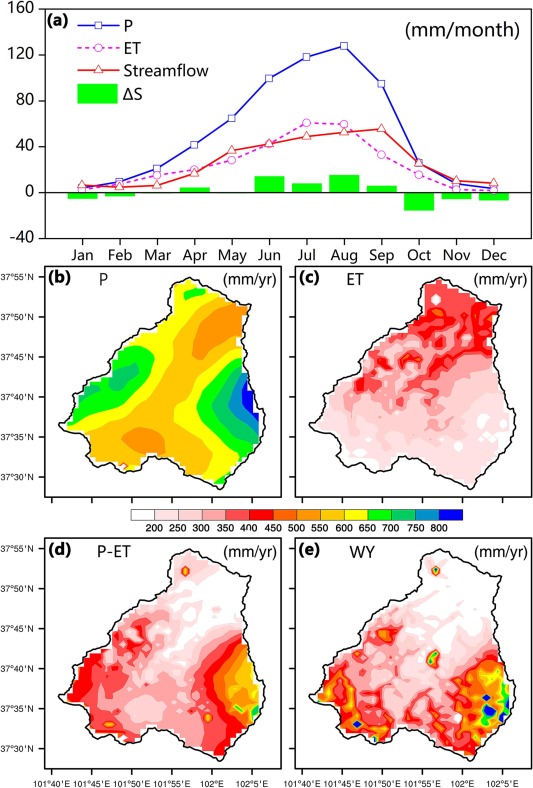 (a)
(mm/month)
P
ET
Streamflow
ΔS
160
120
80
40
0
-40
Jan Feb Mar Apr May Jun Jul Aug Sep Oct Nov Dec
(b) P (mm/yr)
(c) ET (mm/yr)
37°55'N
37°50'N
37°45'N
37°40'N
37°35'N
37°30'N
200 250 300 350 400 450 500 550 600 650 700 750 800
(d) P-ET (mm/yr)
(e) WY (mm/yr)
37°55'N
37°50'N
37°45'N
37°40'N
37°35'N
37°30'N
101°40'E 101°45'E 101°50'E 101°55'E 102°E 102°5'E 101°40'E 101°45'E 101°50'E 101°55'E 102°E 102°5'E